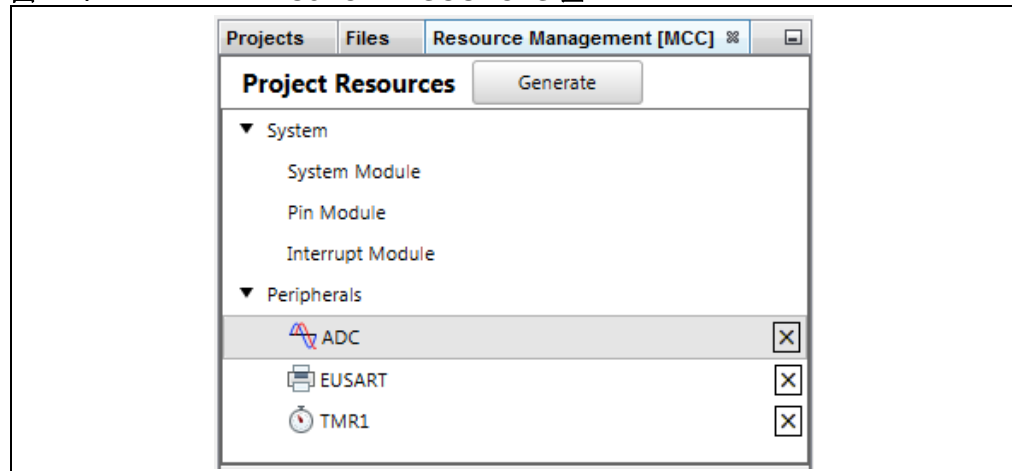 Projects Files Resource Management [MCC]
Project Resources Generate
System
System Module
Pin Module
Interrupt Module
Peripherals
ADC
EUSART
TMR1